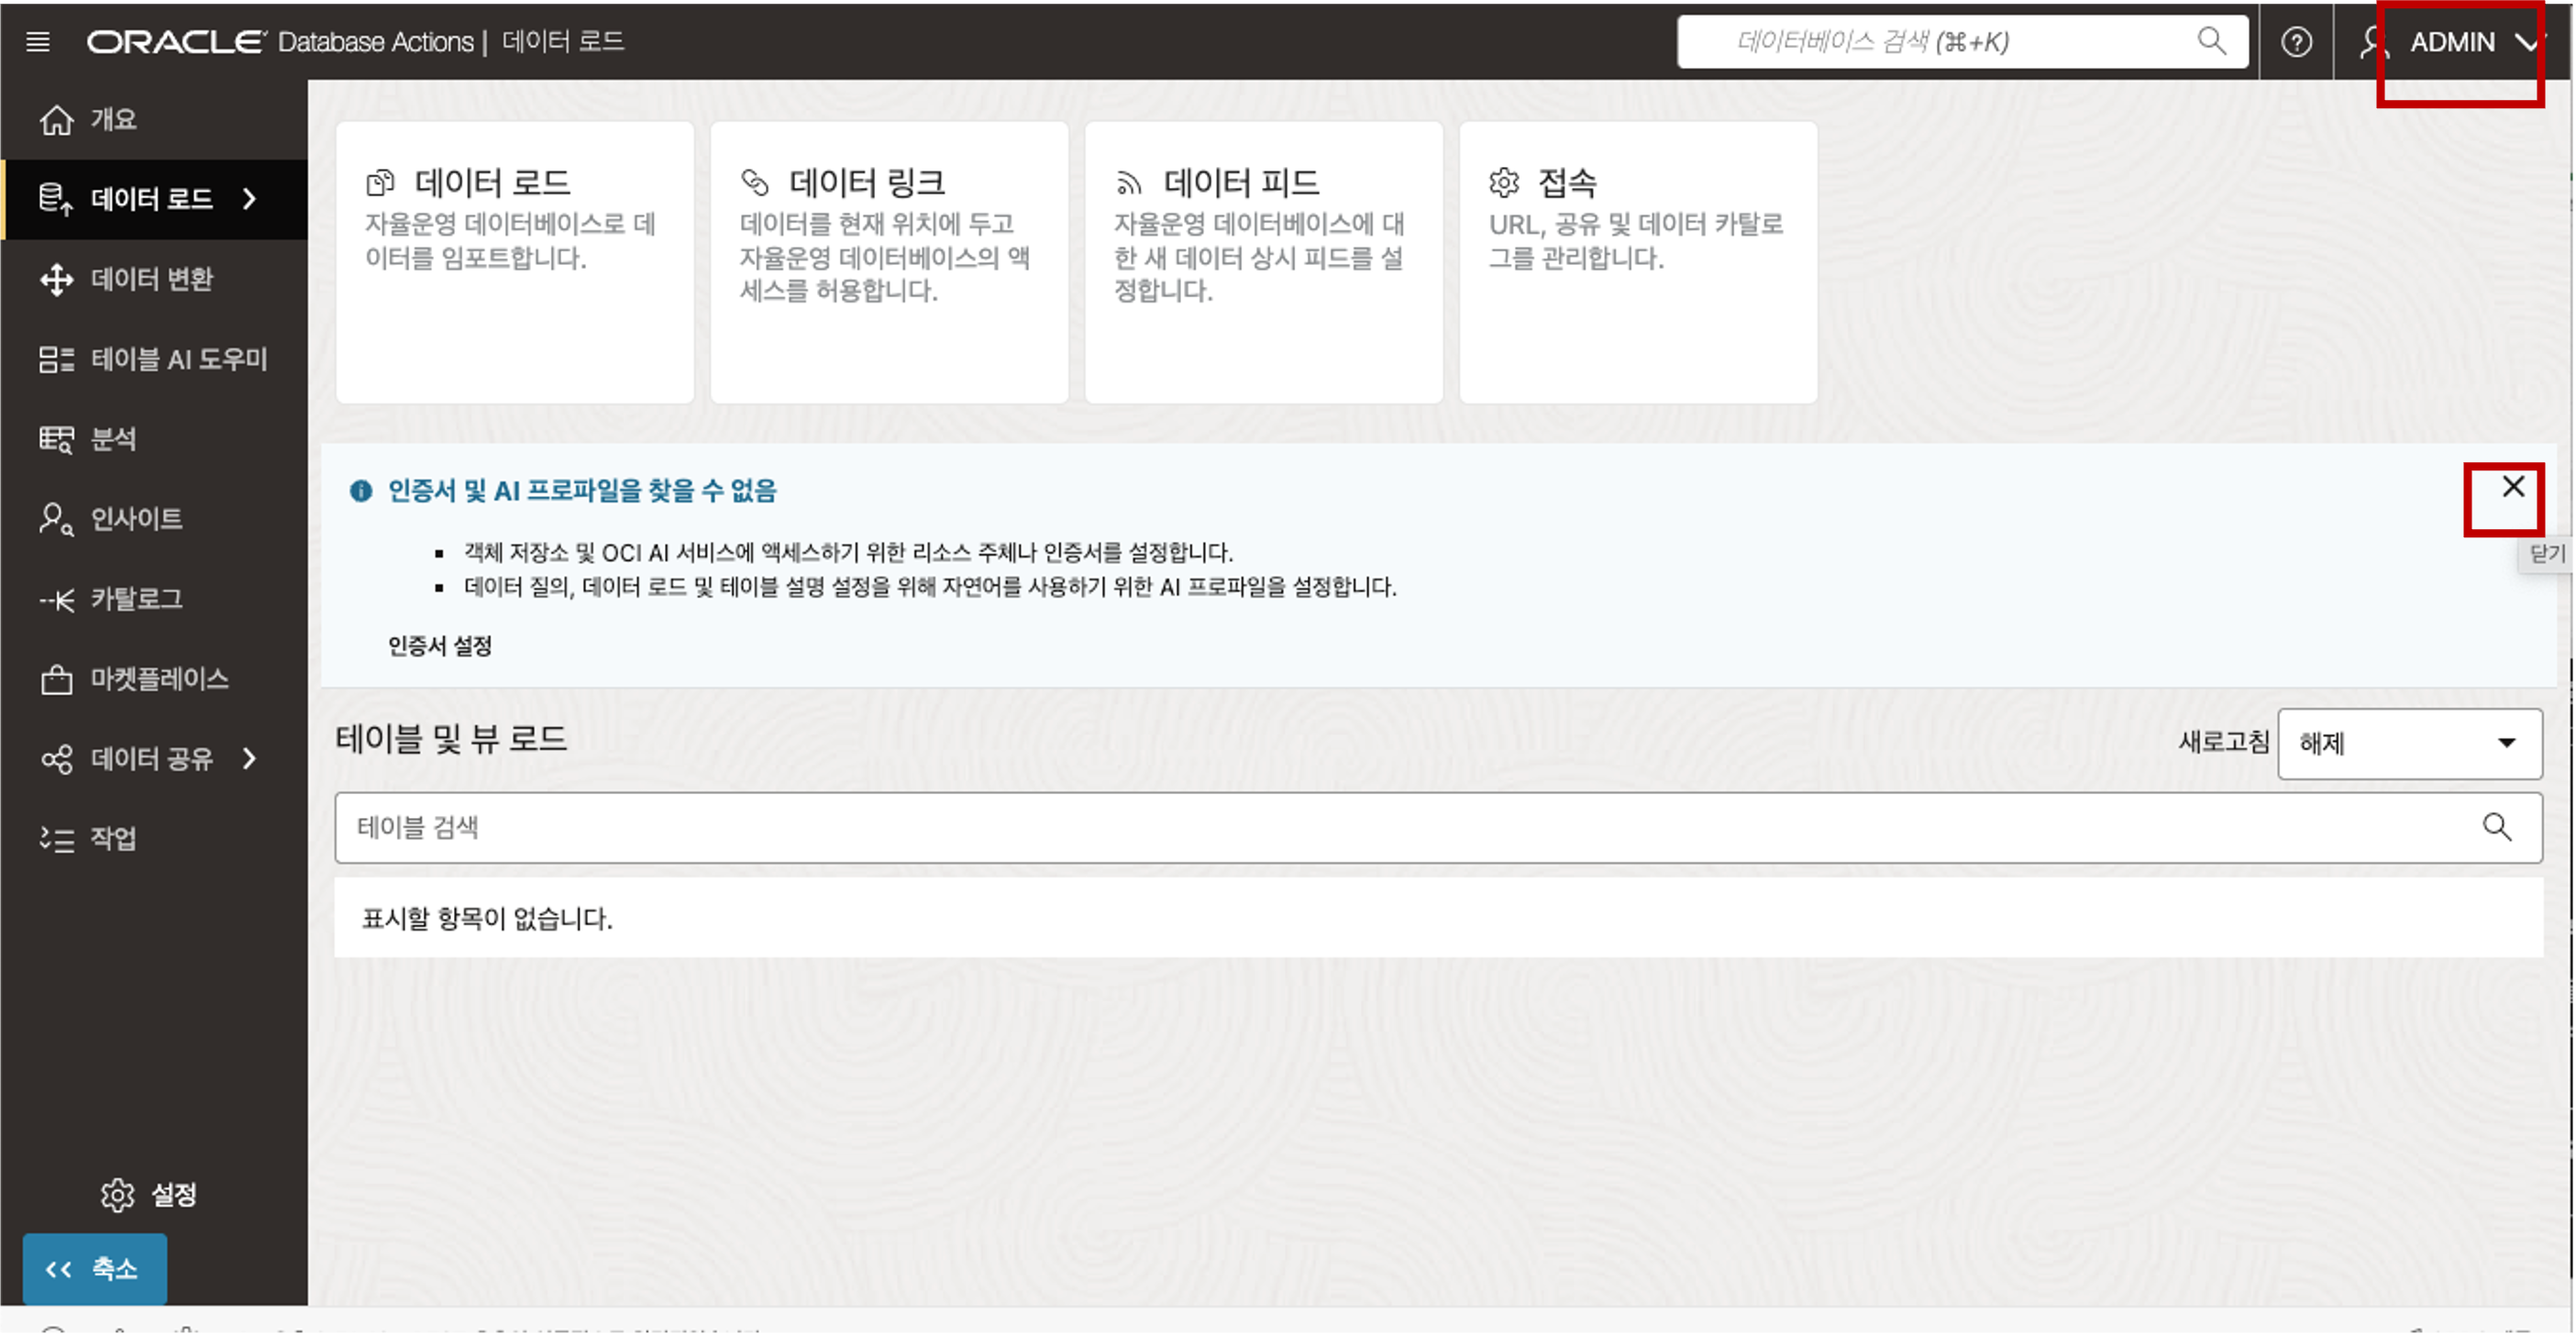 ORACLE Database Actions | 데이터 로드
데이터베이스 검색 (⌘+K)
ADMIN
개요
데이터 로드
데이터 변환
테이블 AI 도우미
분석
인사이트
카탈로그
마켓플레이스
데이터 공유
작업
설정
축소
데이터 로드
자율운영 데이터베이스로 데
이터를 임포트합니다.
데이터 링크
데이터를 현재 위치에 두고
자율운영 데이터베이스의 액
세스를 허용합니다.
데이터 피드
자율운영 데이터베이스에 대
한 새 데이터 상시 피드를 설
정합니다.
접속
URL, 공유 및 데이터 카탈로
그를 관리합니다.
인증서 및 AI 프로파일을 찾을 수 없음
닫기
▪ 객체 저장소 및 OCI AI 서비스에 액세스하기 위한 리소스 주체나 인증서를 설정합니다.
▪ 데이터 질의, 데이터 로드 및 테이블 설명 설정을 위해 자연어를 사용하기 위한 AI 프로파일을 설정합니다.
인증서 설정
테이블 및 뷰 로드
새로고침 해제
테이블 검색
표시할 항목이 없습니다.